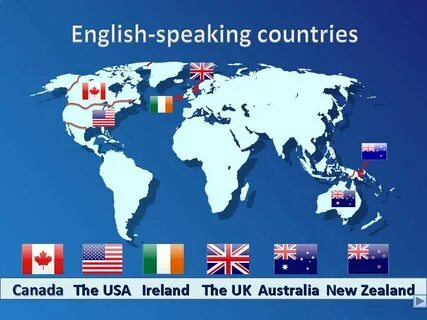 English-speaking countries
Canada The USA Ireland The UK Australia New Zealand